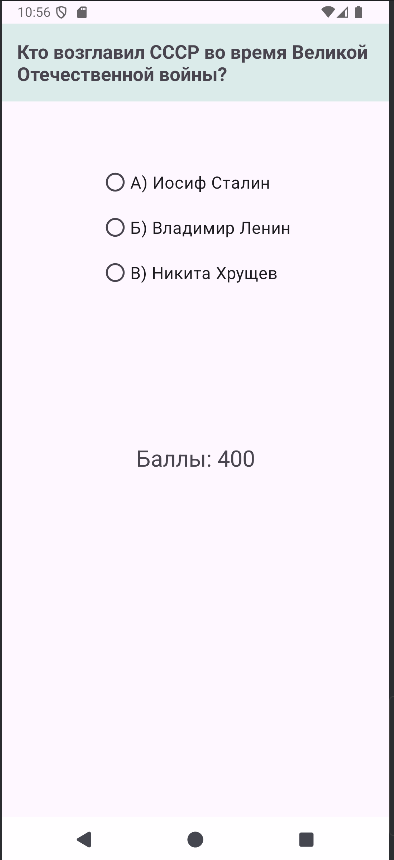 10:56
Кто возглавил СССР во время Великой
Отечественной войны?
А) Иосиф Сталин
Б) Владимир Ленин
В) Никита Хрущев
Баллы: 400